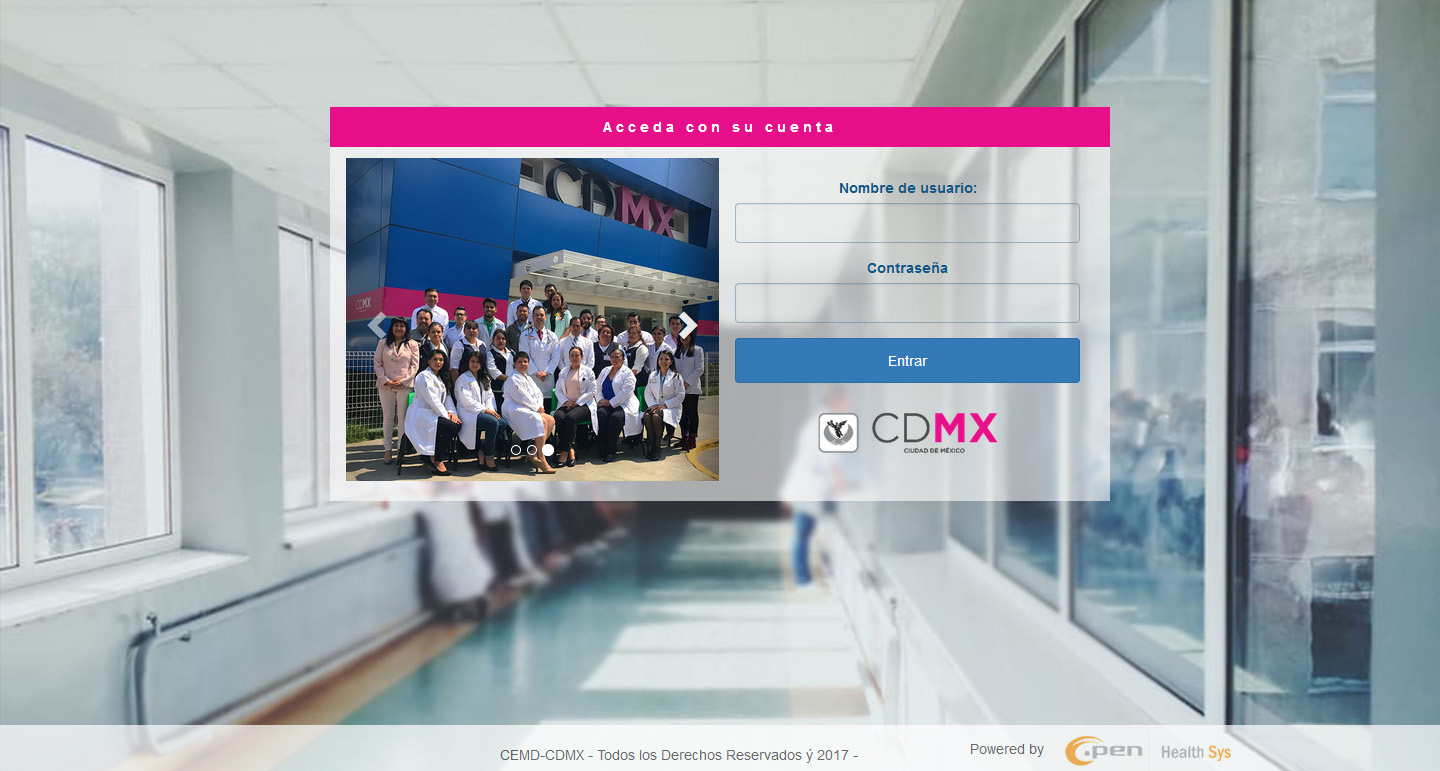 Acceda con su cuenta
CDMX
CDMX
Nombre de usuario:
Contraseña
Entrar
CDMX
CIUDAD DE MÉXICO
CEMD-CDMX - Todos los Derechos Reservados ý 2017 -
Powered by
Open Health Sys